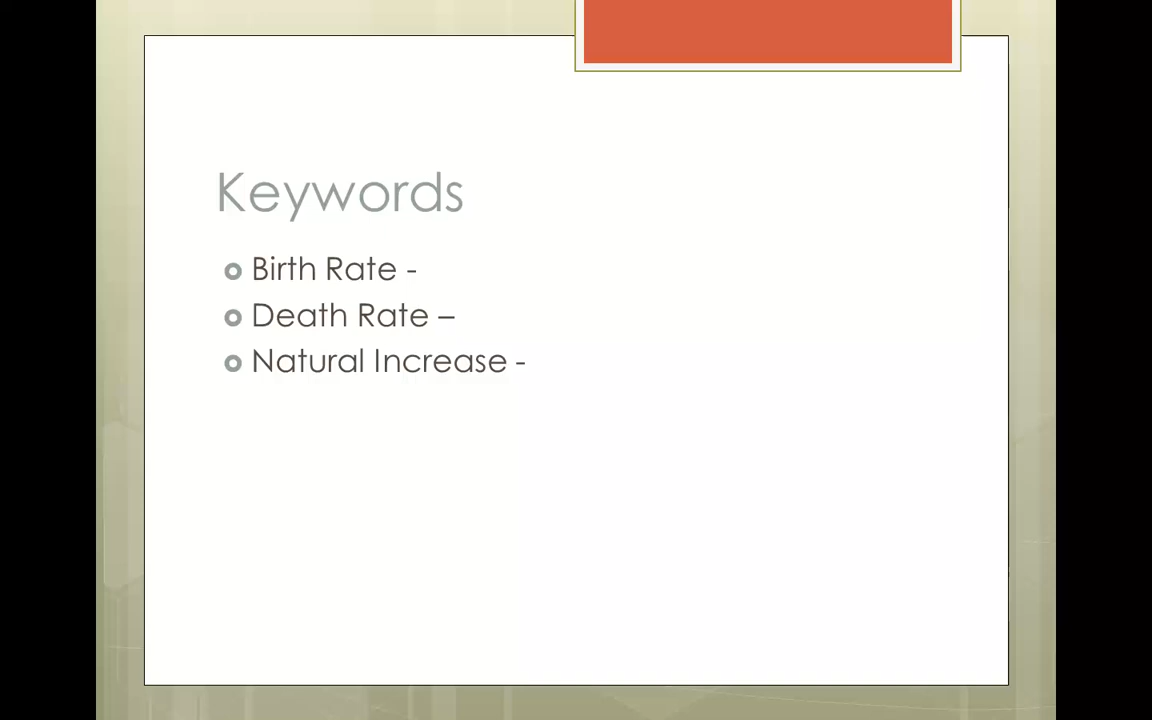 Keywords
Birth Rate -
Death Rate –
Natural Increase -